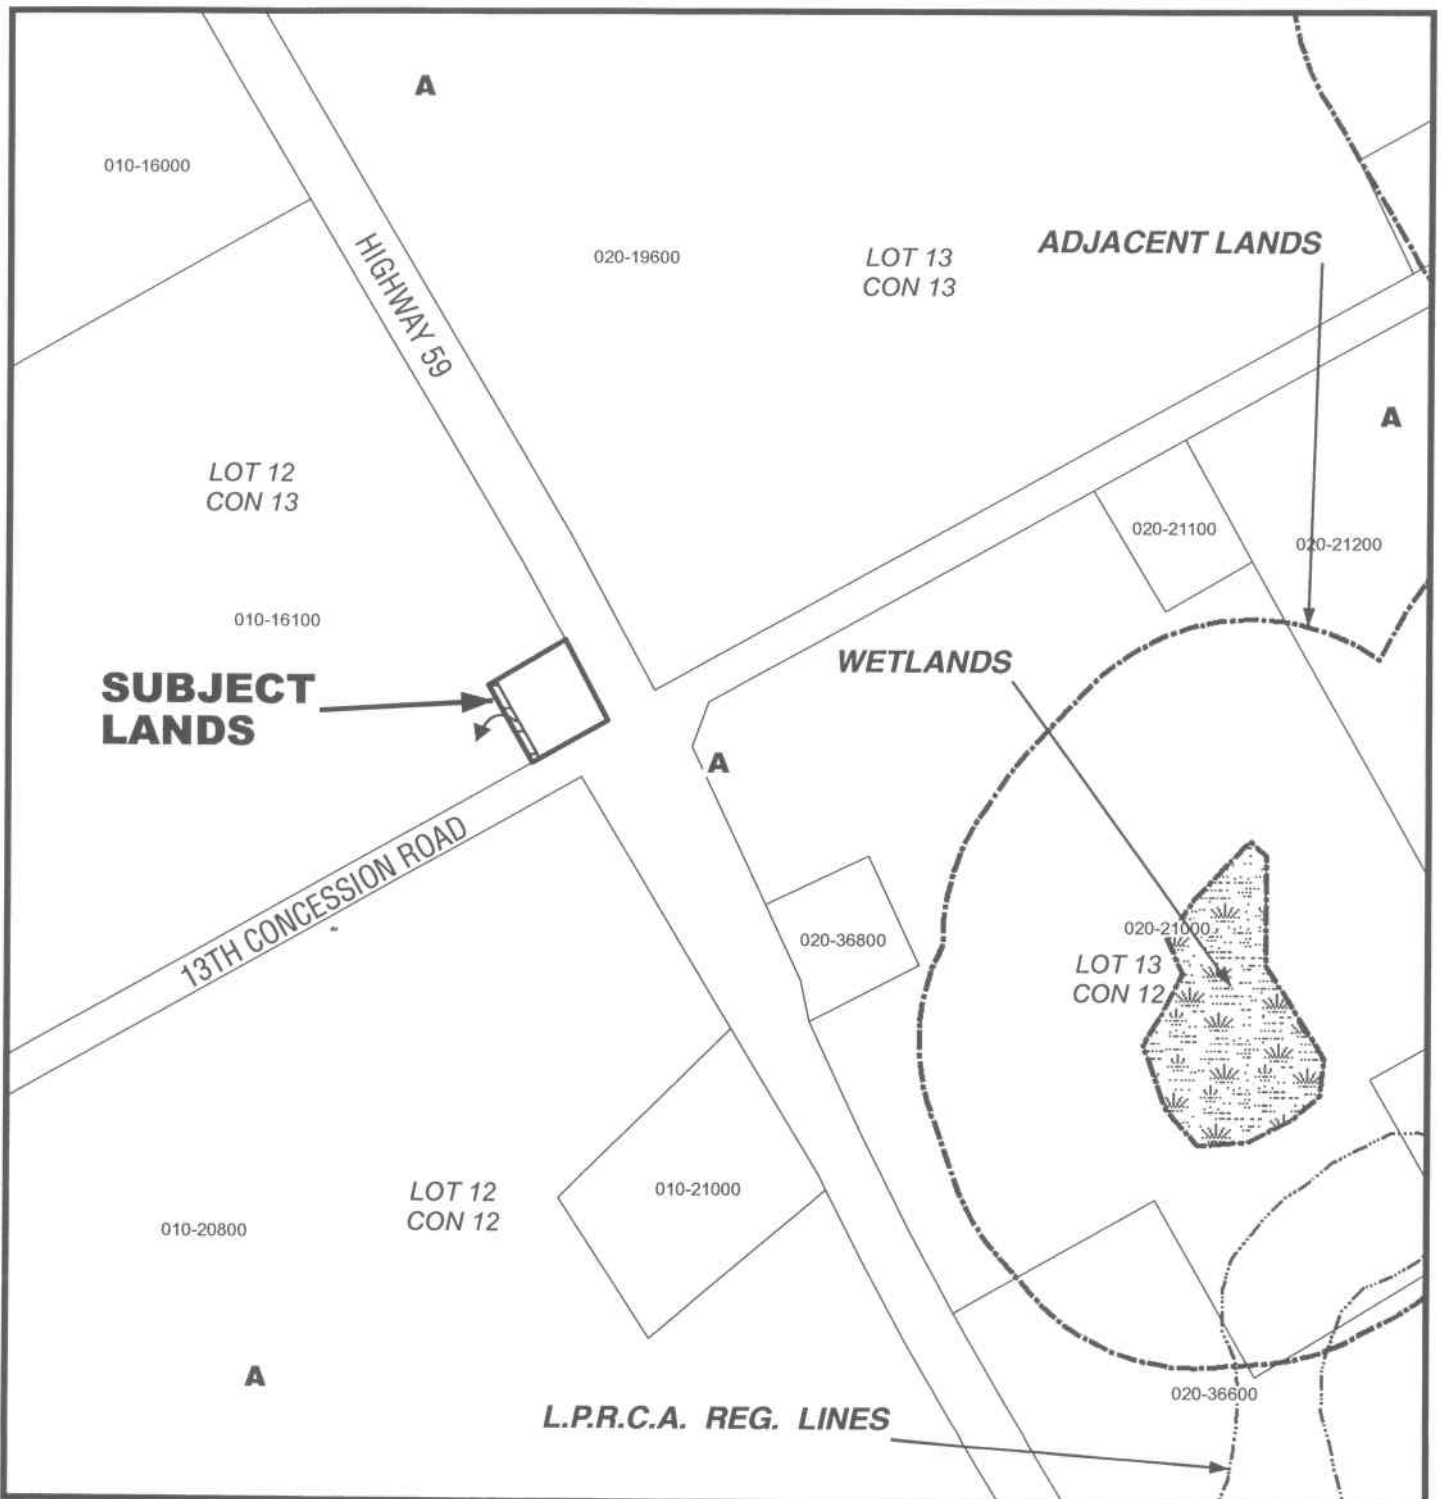 A
010-16000
020-19600
LOT 13
CON 13
ADJACENT LANDS
HIGHWAY 59
A
LOT 12
CON 13
020-21100
020-21200
010-16100
SUBJECT
LANDS
WETLANDS
A
13TH CONCESSION ROAD
020-36800
020-21000
LOT 13
CON 12
LOT 12
CON 12
010-21000
010-20800
A
020-36600
L.P.R.C.A. REG. LINES